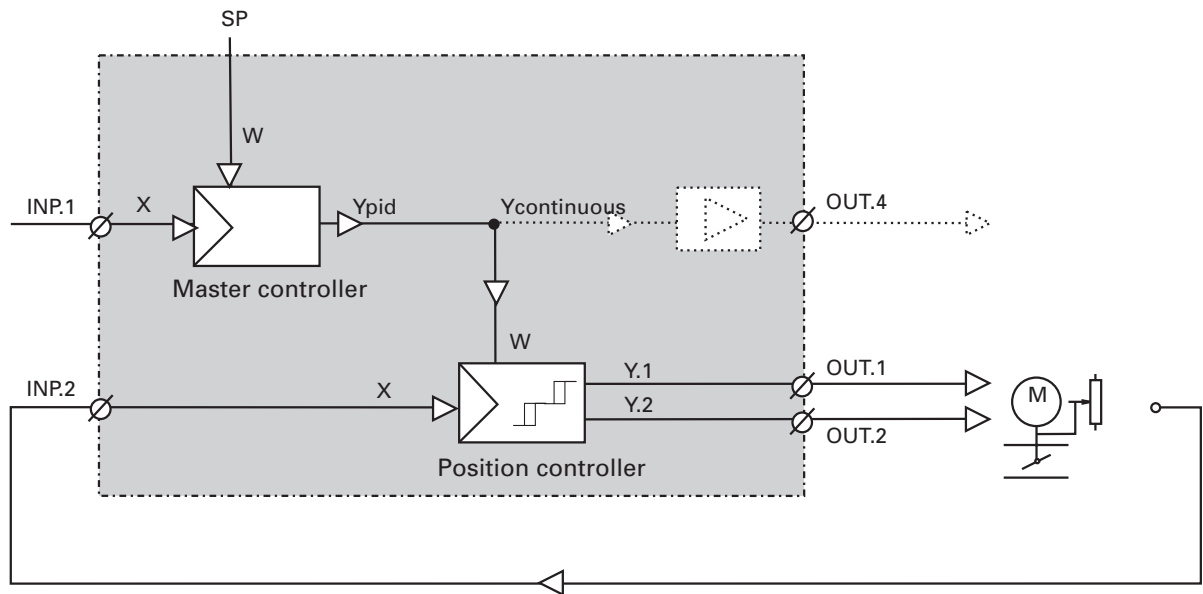 SP
W
INP.1
X
Ypid
Ycontinuous
OUT.4
Master controller
W
INP.2
X
Y.1
OUT.1
Y.2
OUT.2
M
Position controller